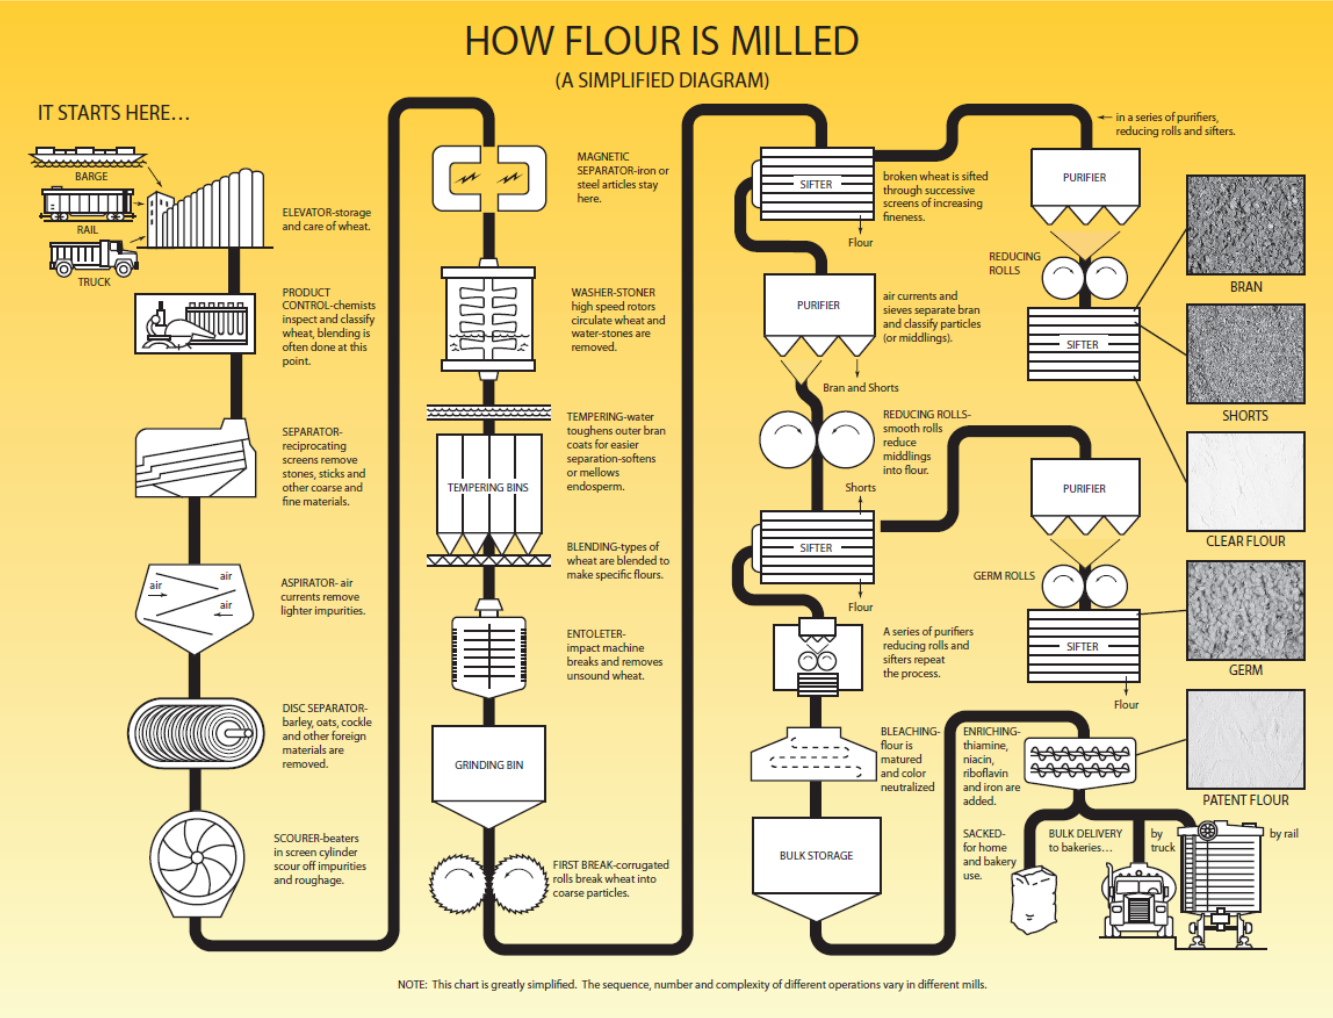 HOW FLOUR IS MILLED
(A SIMPLIFIED DIAGRAM)
IT STARTS HERE…
BARGE
RAIL
TRUCK
ELEVATOR-storage
and care of wheat.
PRODUCT
CONTROL-chemists
inspect and classify
wheat, blending is
often done at this
point.
SEPARATOR-
reciprocating
screens remove
stones, sticks and
other coarse and
fine materials.
air
air
air
ASPIRATOR- air
currents remove
lighter impurities.
DISC SEPARATOR-
barley, oats, cockle
and other foreign
materials are
removed.
SCOURER-beaters
in screen cylinder
scour off impurities
and roughage.
MAGNETIC
SEPARATOR-iron or
steel articles stay
here.
WASHER-STONER
high speed rotors
circulate wheat and
water-stones are
removed.
TEMPERING-water
toughens outer bran
coats for easier
separation-softens
or mellows
endosperm.
TEMPERING BINS
BLENDING-types of
wheat are blended to
make specific flours.
ENTOLETER-
impact machine
breaks and removes
unsound wheat.
GRINDING BIN
FIRST BREAK-corrugated
rolls break wheat into
coarse particles.
SIFTER
broken wheat is sifted
through successive
screens of increasing
fineness.
Flour
PURIFIER
air currents and
sieves separate bran
and classify particles
(or middlings).
Bran and Shorts
REDUCING ROLLS-
smooth rolls
reduce
middlings
into flour.
Shorts
SIFTER
Flour
A series of purifiers
reducing rolls and
sifters repeat
the process.
BLEACHING-
flour is
matured
and color
neutralized
BULK STORAGE
in a series of purifiers,
reducing rolls and sifters.
PURIFIER
REDUCING
ROLLS
SIFTER
PURIFIER
GERM ROLLS
SIFTER
Flour
BRAN
SHORTS
CLEAR FLOUR
GERM
PATENT FLOUR
ENRICHING-
thiamine,
niacin,
riboflavin
and iron are
added.
SACKED-
for home
and bakery
use.
BULK DELIVERY
to bakeries…
by
truck
by rail
NOTE: This chart is greatly simplified. The sequence, number and complexity of different operations vary in different mills.